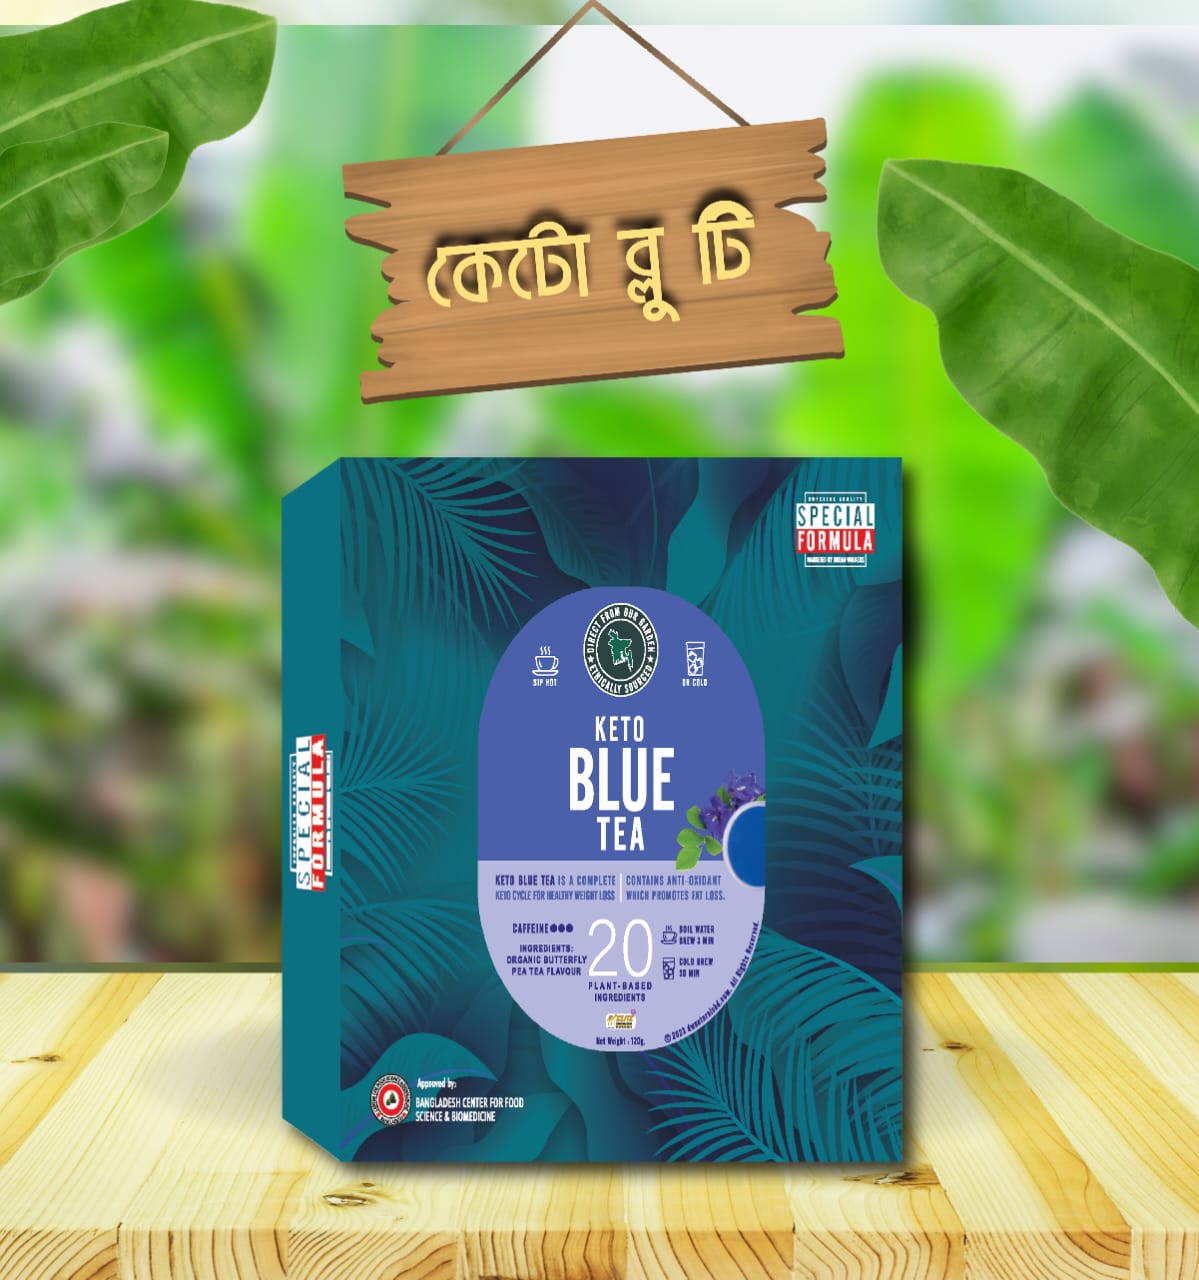 কেটো ব্লু টি
SPECIAL
FORMULA
DIRECT FROM OUR GARDEN
ETHICALLY SOURCED
SIP HOT
OR COLD
KETO
BLUE
TEA
KETO BLUE TEA IS A COMPLETE
KETO CYCLE FOR HEALTHY WEIGHT LOSS
CONTAINS ANTI-OXIDANT
WHICH PROMOTES FAT LOSS.
CAFFEINE
INGREDIENTS:
ORGANIC BUTTERFLY
PEA TEA FLAVOUR
20
PLANT-BASED
INGREDIENTS
BOIL WATER
BREW 3 MIN
COLD BREW
30 MIN
Net Weight : 120g.
All Rights Reserved.
Approved by:
BANGLADESH CENTER FOR FOOD
SCIENCE & BIOMEDICINE
SPECIAL
FORMULA